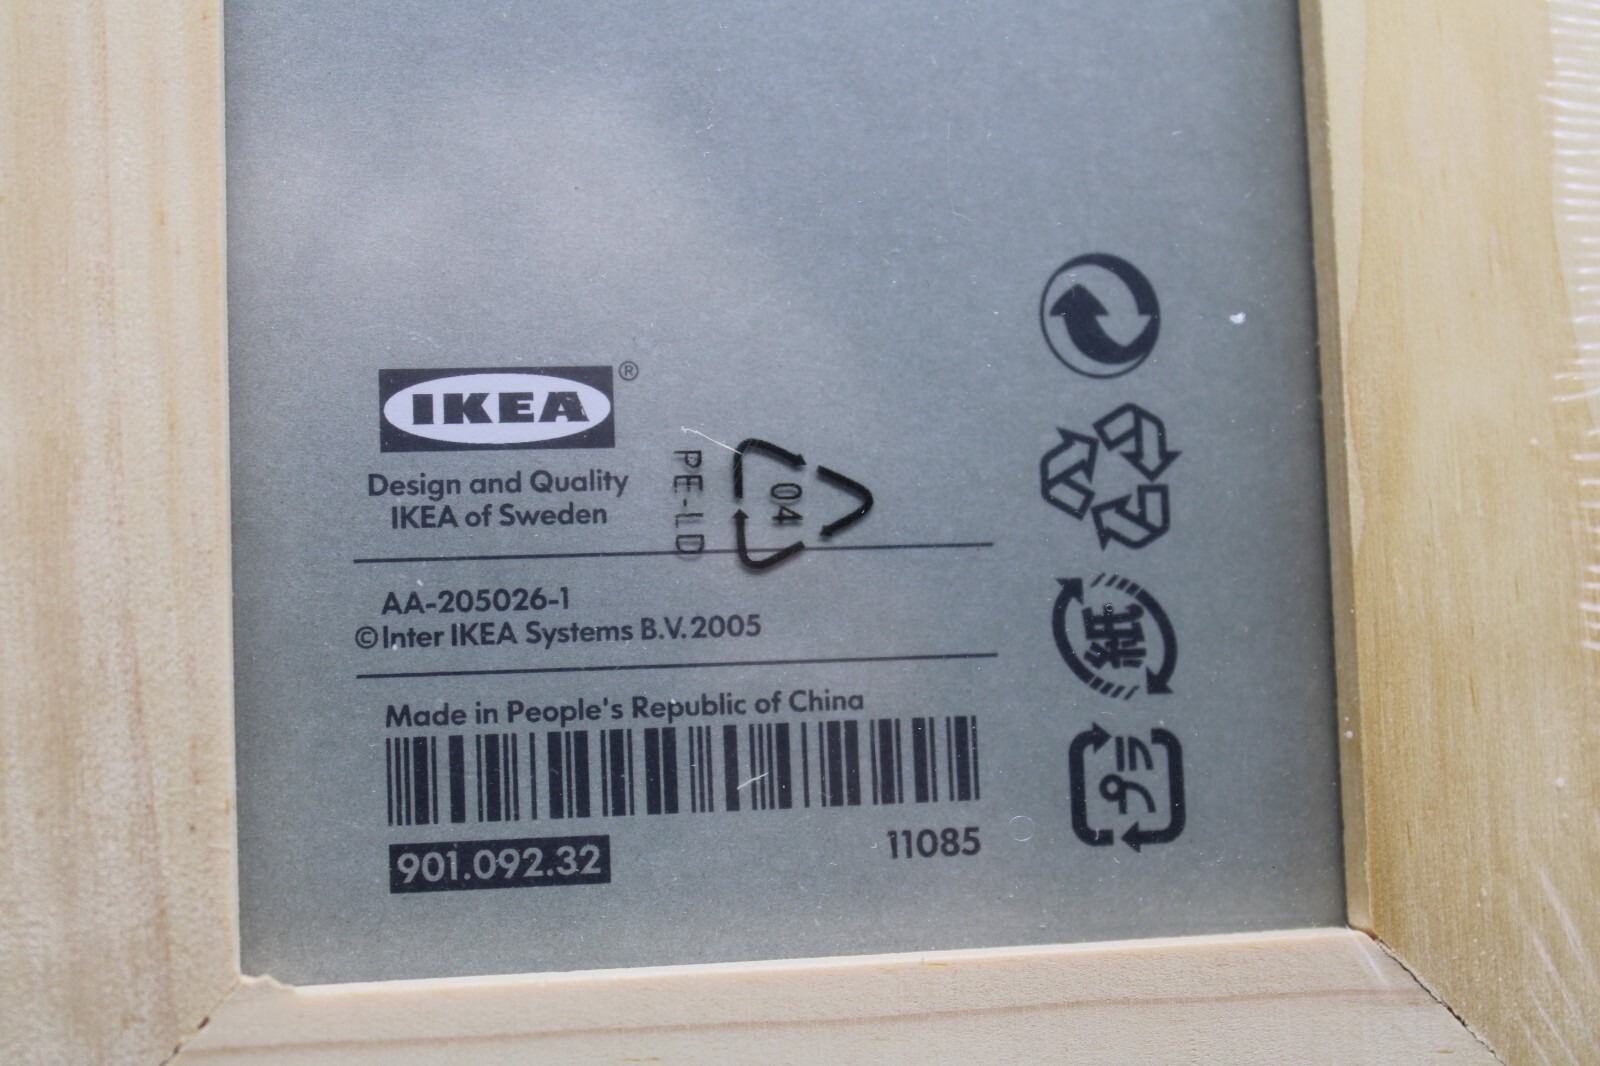 IKEA®
Design and Quality
IKEA of Sweden
PE-LD
04
AA-205026-1
©Inter IKEA Systems B.V.2005
Made in People's Republic of China
901.092.32
11085
紙
プラ